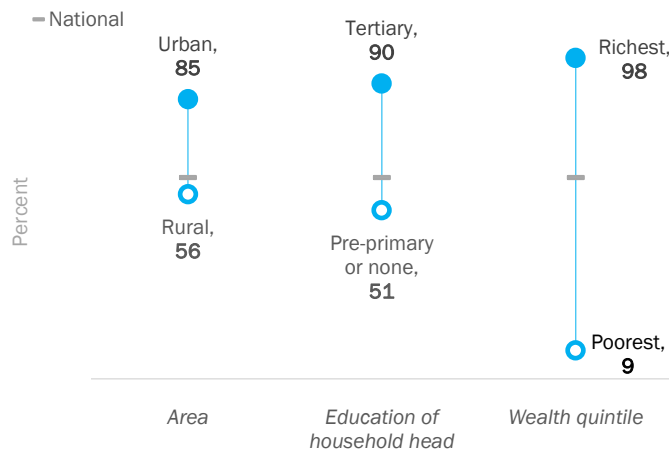 National
Urban,
85
Tertiary,
90
Richest,
98
Percent
Rural,
56
Pre-primary
or none,
51
Poorest,
9
Area
Education of
household head
Wealth quintile